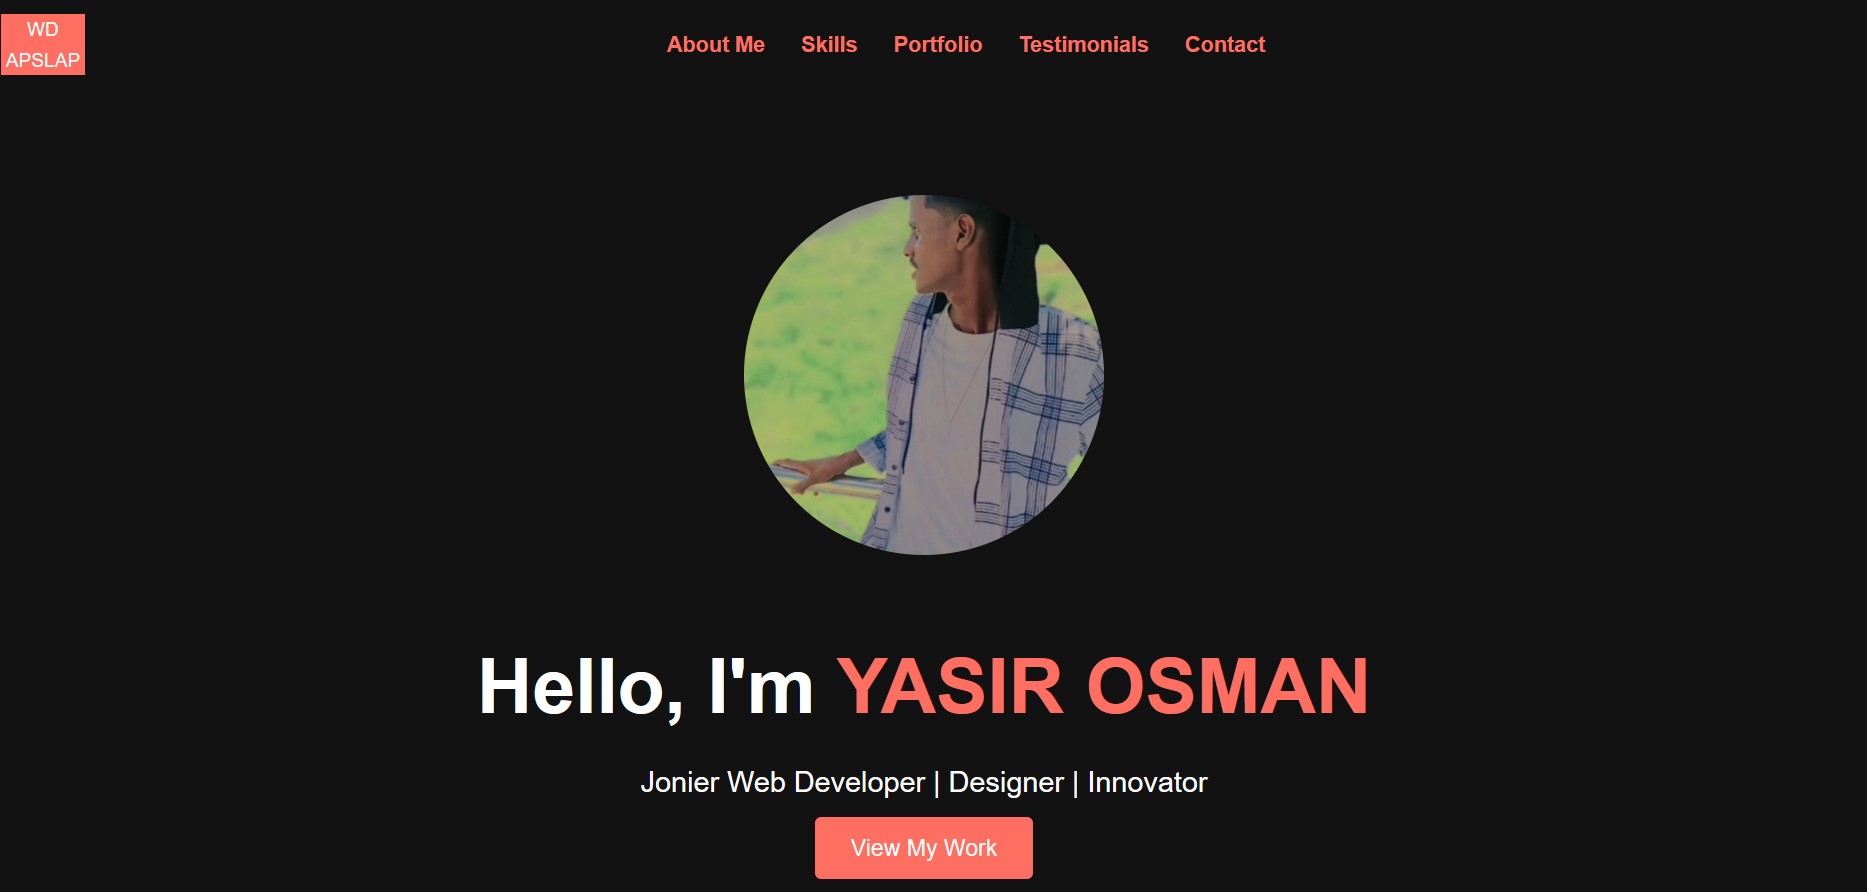 WD
APSLAP
About Me Skills Portfolio Testimonials Contact
Hello, I'm YASIR OSMAN
Jonier Web Developer | Designer | Innovator
View My Work